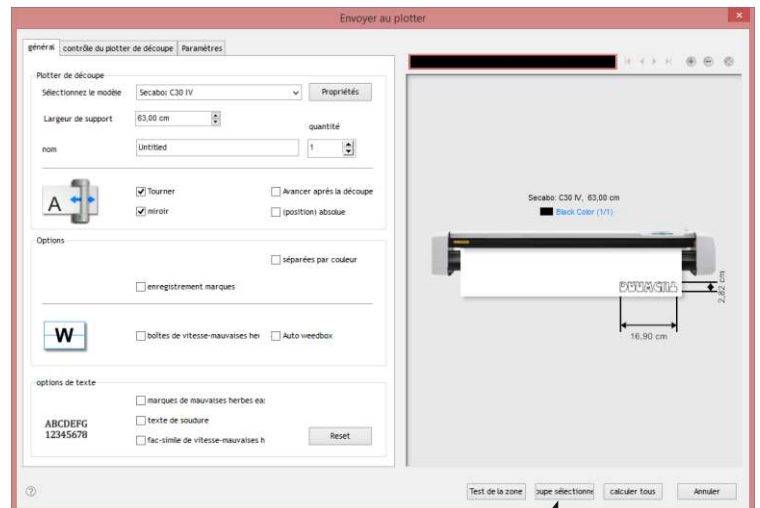 Envoyer au plotter
général contrôle du plotter de découpe Paramètres
Plotter de découpe
Sélectionnez le modèle Secabo: C30 IV Propriétés
Largeur de support 63,00 cm
quantité
nom Untitled 1
A
Tourner Avancer après la découpe
miroir (position) absolue
Options
séparées par couleur
enregistrement marques
W
boîtes de vitesse-mauvaises her Auto weedbox
options de texte
marques de mauvaises herbes ea:
ABCDEFG
12345678
texte de soudure
fac-simile de vitesse-mauvaises h Reset
Secabo: C30 IV, 63,00 cm
Black Color (1/1)
2,82 cm
16,90 cm
Test de la zone oupe sélectionne calculer tous Annuler